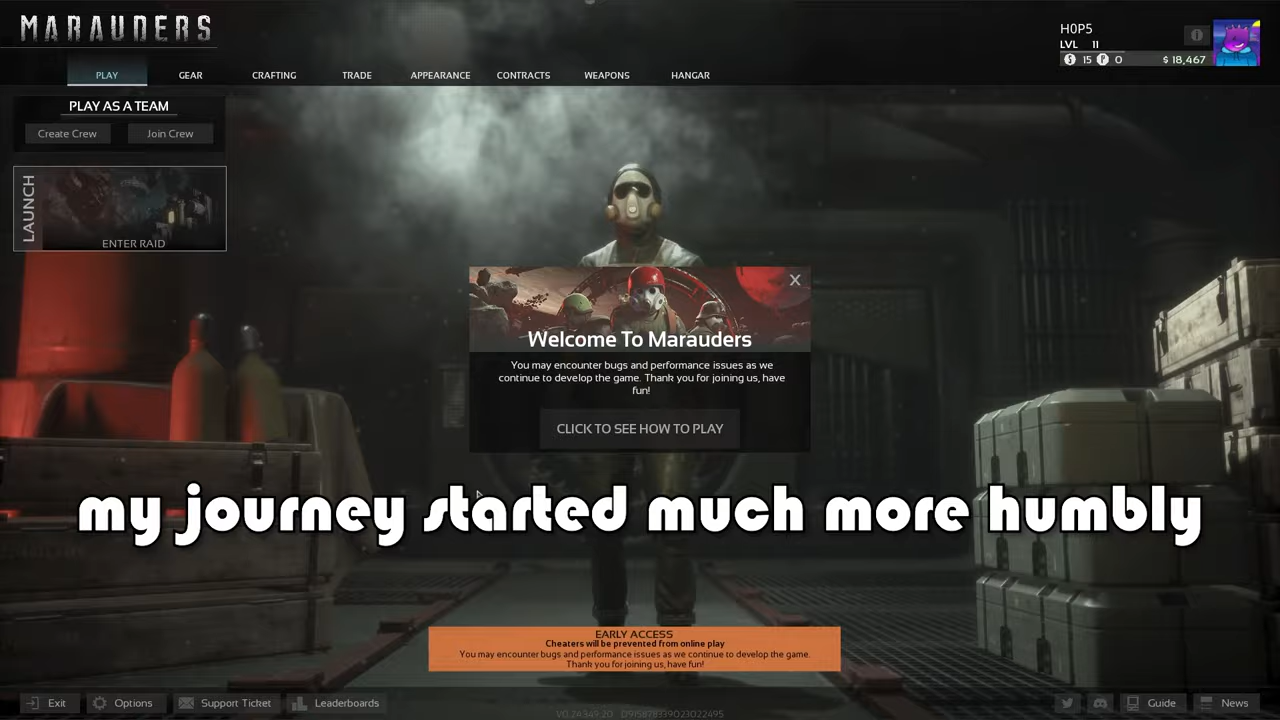 MARAUDERS
H0P5
LVL 11
15 0 $ 18,467
PLAY GEAR CRAFTING TRADE APPEARANCE CONTRACTS WEAPONS HANGAR
PLAY AS A TEAM
Create Crew Join Crew
LAUNCH
ENTER RAID
X
Welcome To Marauders
You may encounter bugs and performance issues as we
continue to develop the game. Thank you for joining us, have
fun!
CLICK TO SEE HOW TO PLAY
my journey started much more humbly
EARLY ACCESS
Cheaters will be prevented from online play
You may encounter bugs and performance issues as we continue to develop the game.
Thank you for joining us, have fun!
Exit Options Support Ticket Leaderboards
Guide News